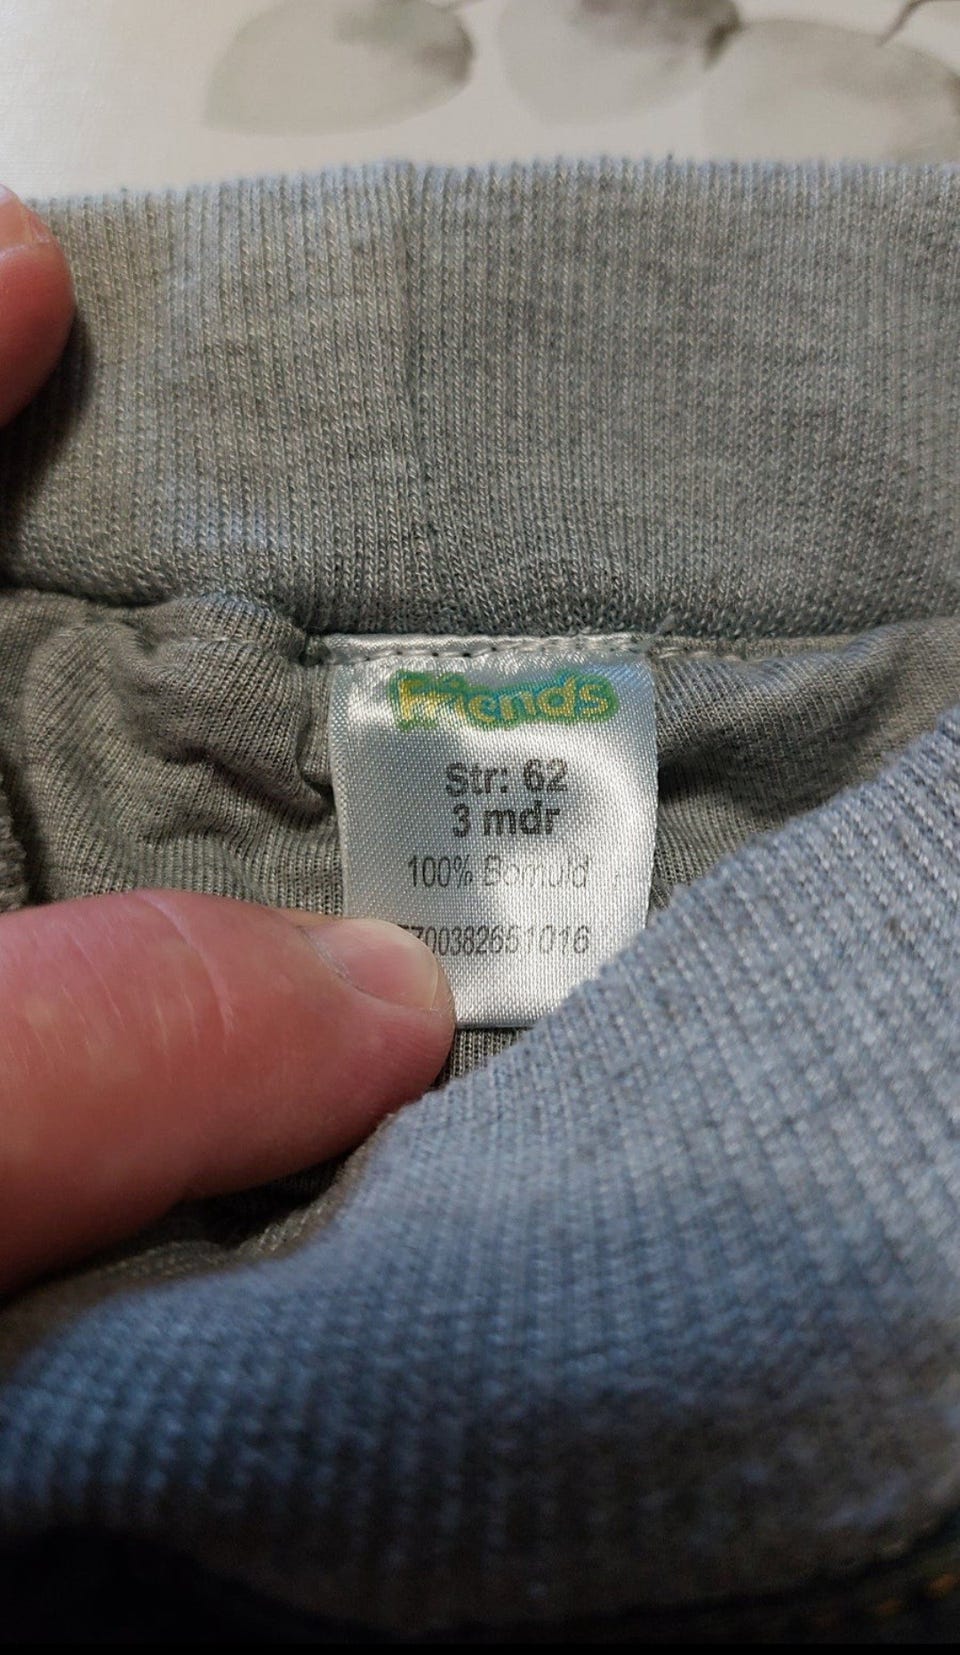 Friends
Str: 62
3 mdr
100% Bomuld